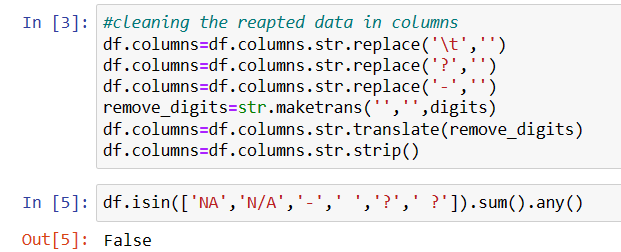 In [3]: #cleaning the reapted data in columns
df.columns=df.columns.str.replace('\t','')
df.columns=df.columns.str.replace('?','')
df.columns=df.columns.str.replace('-','')
remove_digits=str.maketrans('','',digits)
df.columns=df.columns.str.translate(remove_digits)
df.columns=df.columns.str.strip()
In [5]: df.isin(['NA','N/A','-',' ','?',' ?']).sum().any()
Out[5]: False